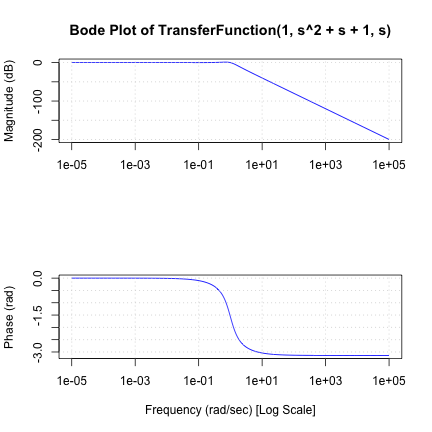 Bode Plot of TransferFunction(1, s^2 + s + 1, s)
Magnitude (dB)
0
-100
-200
1e-05 1e-03 1e-01 1e+01 1e+03 1e+05
Phase (rad)
0.0
-1.5
-3.0
1e-05 1e-03 1e-01 1e+01 1e+03 1e+05
Frequency (rad/sec) [Log Scale]